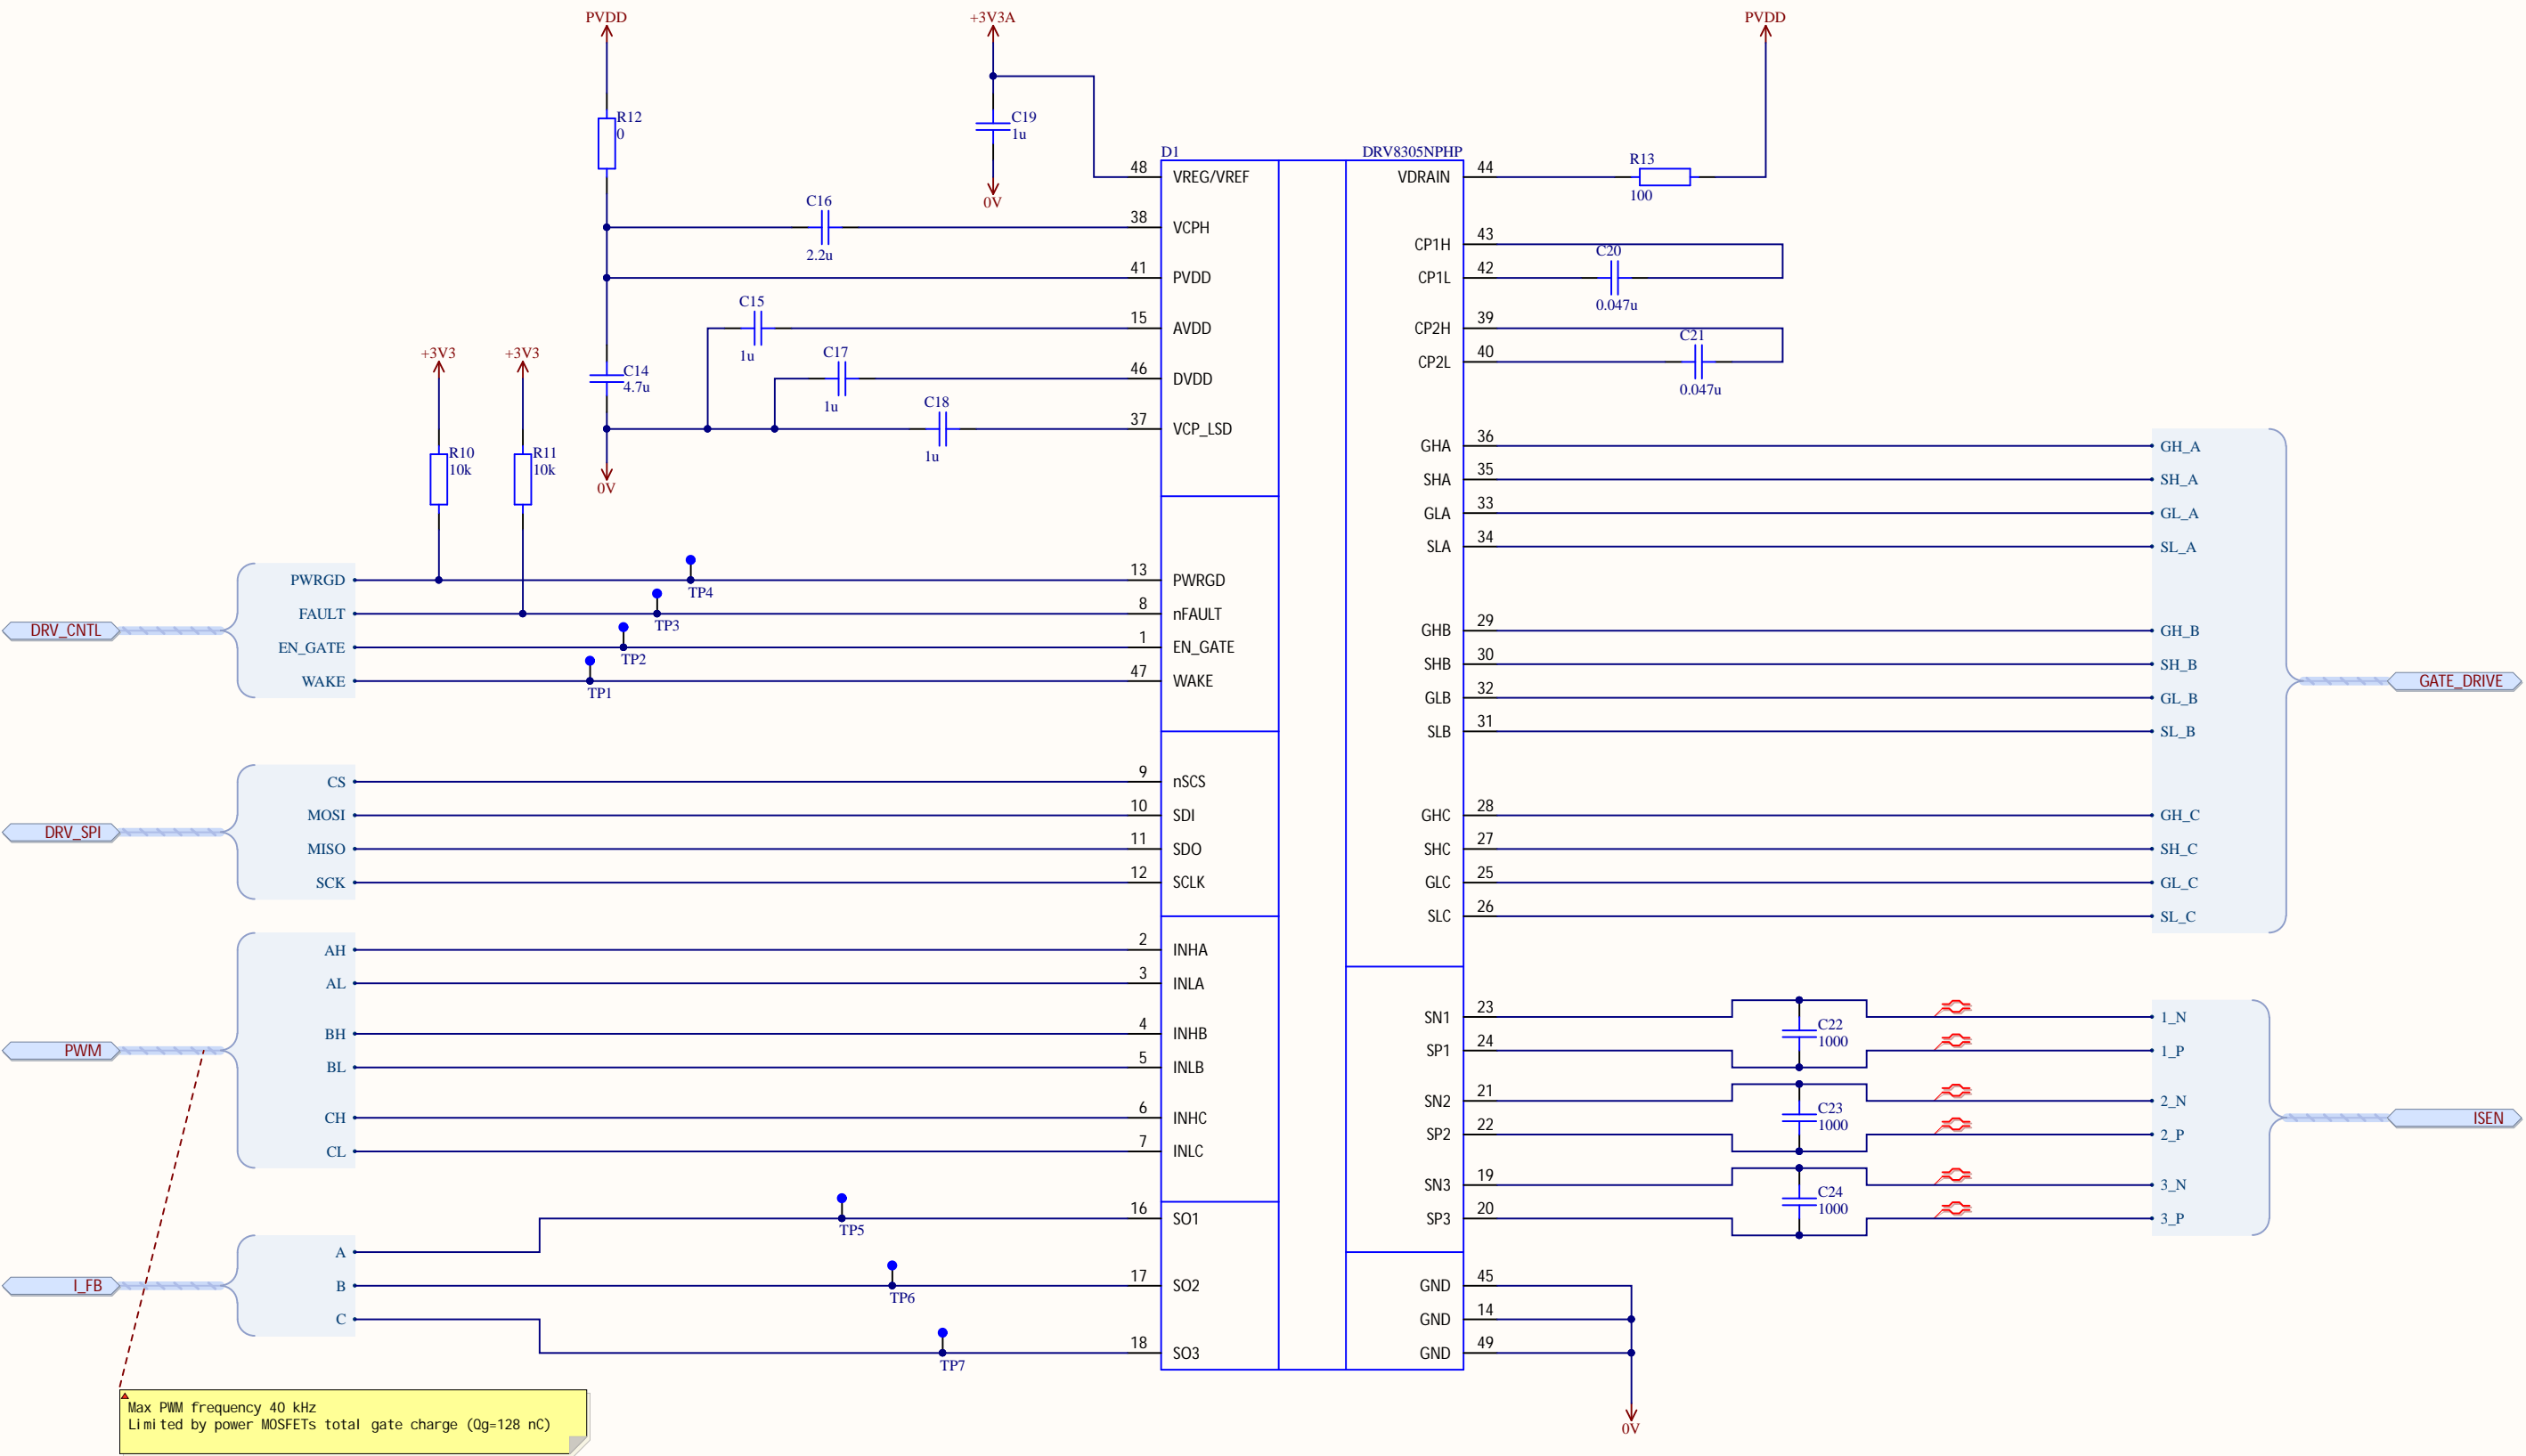 PVDD
+3V3A
PVDD
R12
0
C19
1u
0V
D1
DRV8305NPHP
48
VREG/VREF
VDRAIN
44
R13
100
C16
2.2u
38
VCPH
CP1H
43
C20
0.047u
41
PVDD
CP1L
42
C15
1u
15
AVDD
CP2H
39
C21
0.047u
CP2L
40
C17
1u
46
DVDD
C14
4.7u
C18
1u
37
VCP_LSD
0V
+3V3
+3V3
R10
10k
R11
10k
GHA
36
GH_A
SHA
35
SH_A
GLA
33
GL_A
SLA
34
SL_A
DRV_CNTL
PWRGD
TP4
13
PWRGD
FAULT
TP3
8
nFAULT
EN_GATE
TP2
1
EN_GATE
WAKE
TP1
47
WAKE
GHB
29
GH_B
SHB
30
SH_B
GLB
32
GL_B
SLB
31
SL_B
GATE_DRIVE
DRV_SPI
CS
9
nSCS
MOSI
10
SDI
MISO
11
SDO
SCK
12
SCLK
GHC
28
GH_C
SHC
27
SH_C
GLC
25
GL_C
SLC
26
SL_C
PWM
AH
2
INHA
AL
3
INLA
BH
4
INHB
BL
5
INLB
CH
6
INHC
CL
7
INLC
SN1
23
C22
1000
1_N
SP1
24
1_P
SN2
21
C23
1000
2_N
SP2
22
2_P
SN3
19
C24
1000
3_N
SP3
20
3_P
ISEN
I_FB
A
TP5
16
SO1
B
TP6
17
SO2
C
TP7
18
SO3
GND
45
GND
14
GND
49
0V
Max PWM frequency 40 kHz
Limited by power MOSFETs total gate charge (Qg=128 nC)